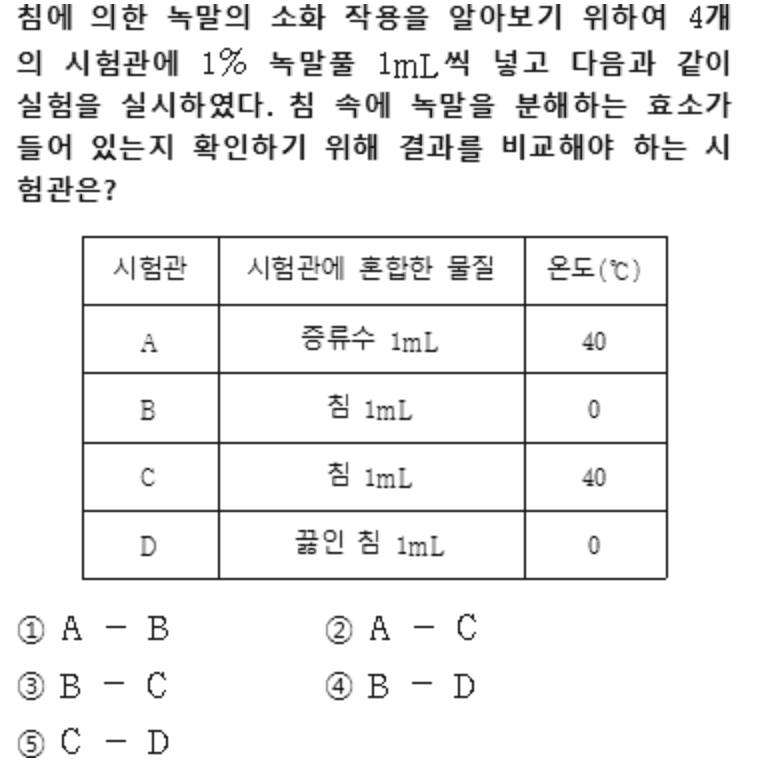 침에 의한 녹말의 소화 작용을 알아보기 위하여 4개
의 시험관에 1% 녹말풀 1mL씩 넣고 다음과 같이
실험을 실시하였다. 침 속에 녹말을 분해하는 효소가
들어 있는지 확인하기 위해 결과를 비교해야 하는 시
험관은?
시험관 시험관에 혼합한 물질 온도(℃)
A 증류수 1mL 40
B 침 1mL 0
C 침 1mL 40
D 끓인 침 1mL 0
① A - B ② A - C
③ B - C ④ B - D
⑤ C - D